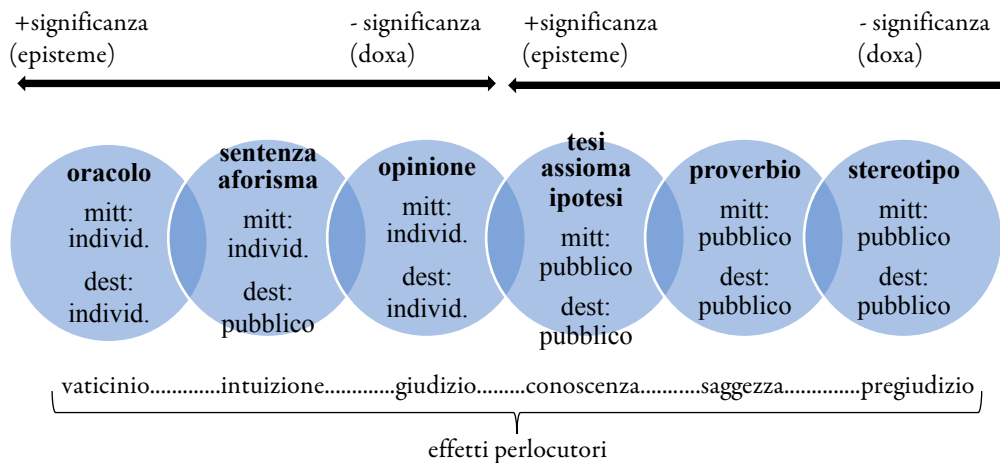 +significanza
(episteme)
- significanza
(doxa)
+significanza
(episteme)
- significanza
(doxa)
oracolo
mitt:
individ.
dest:
individ.
sentenza
aforisma
mitt:
individ.
dest:
pubblico
opinione
mitt:
individ.
dest:
individ.
tesi
assioma
ipotesi
mitt:
pubblico
dest:
pubblico
proverbio
mitt:
pubblico
dest:
pubblico
stereotipo
mitt:
pubblico
dest:
pubblico
vaticinio............intuizione............giudizio.........conoscenza..........saggezza............pregiudizio
effetti perlocutori